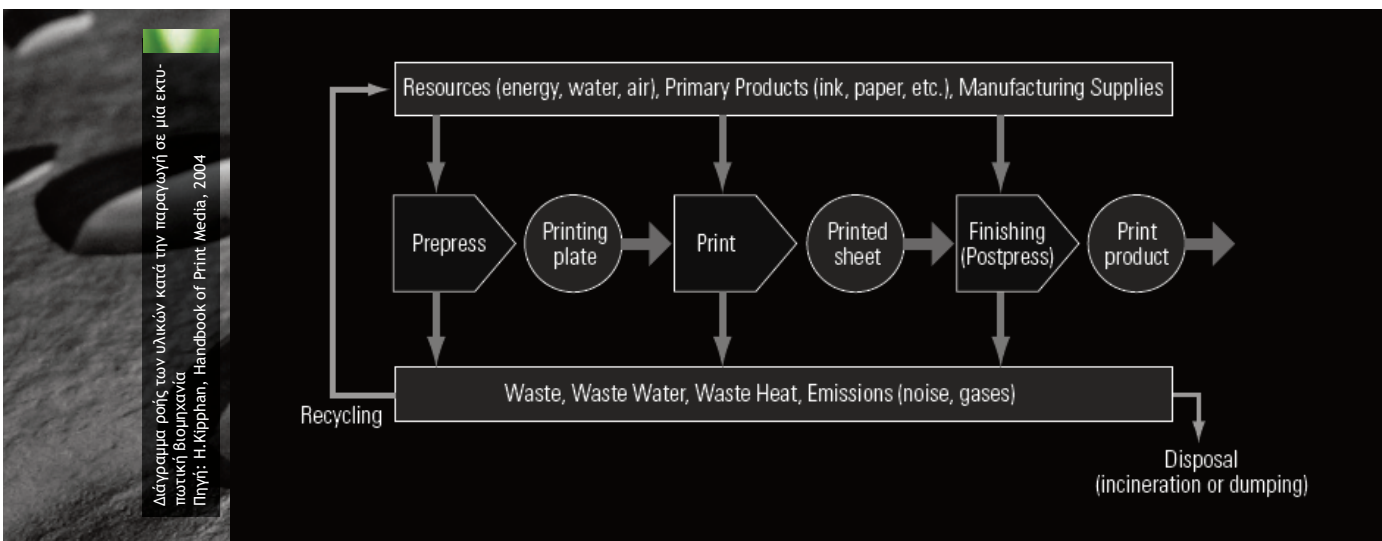 Διάγραμμα ροής των υλικών κατά την παραγωγή σε μία εκτυ-
πωτική βιομηχανία
Πηγή: H.Kipphan, Handbook of Print Media, 2004
Resources (energy, water, air), Primary Products (ink, paper, etc.), Manufacturing Supplies
Prepress
Printing
plate
Print
Printed
sheet
Finishing
(Postpress)
Print
product
Waste, Waste Water, Waste Heat, Emissions (noise, gases)
Recycling
Disposal
(incineration or dumping)